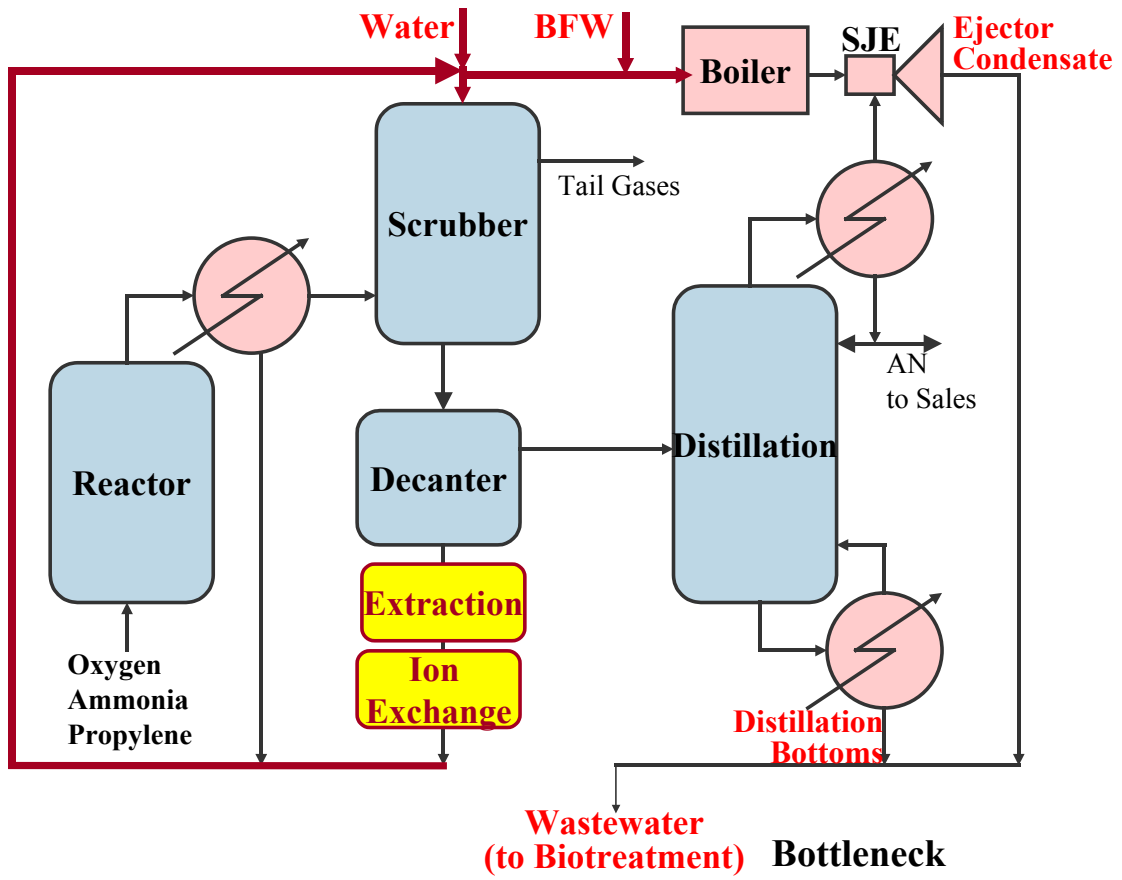 Water
BFW
SJE
Ejector
Condensate
Boiler
Tail Gases
Scrubber
AN
to Sales
Distillation
Decanter
Reactor
Extraction
Ion
Exchange
Oxygen
Ammonia
Propylene
Distillation
Bottoms
Wastewater
(to Biotreatment)
Bottleneck